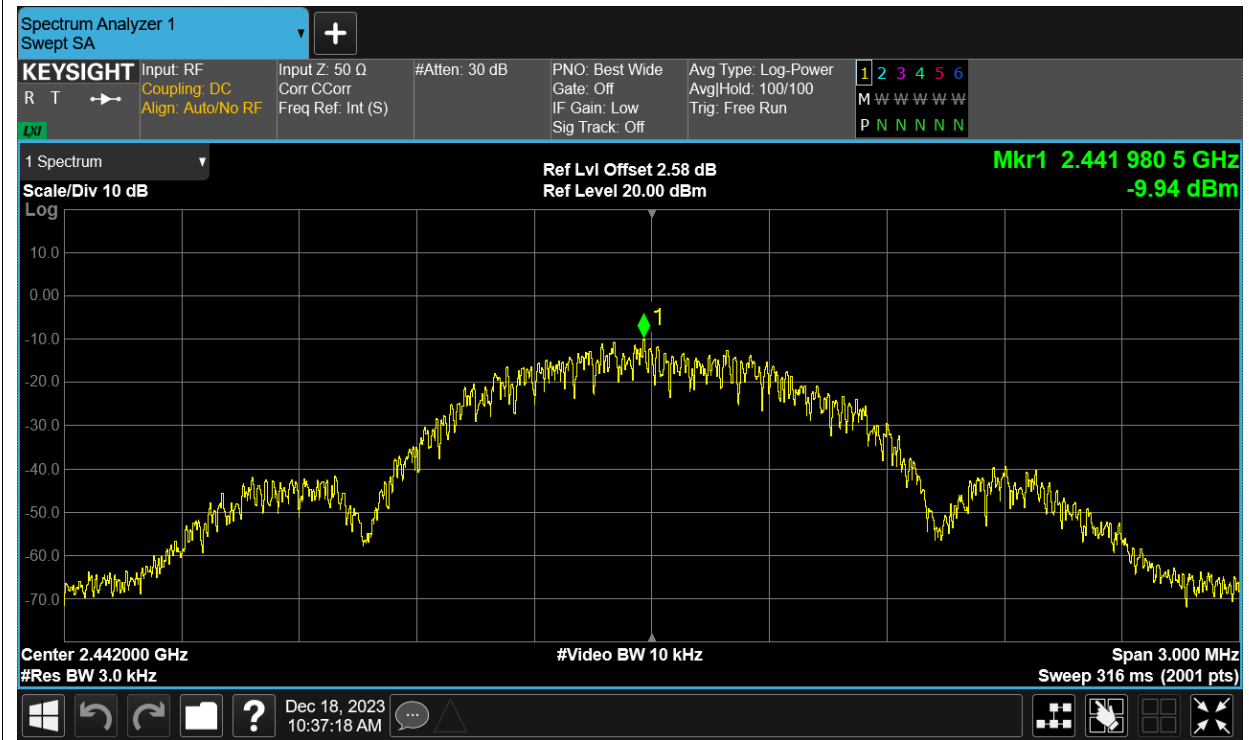 Spectrum Analyzer 1
Swept SA
KEYSIGHT
R T
LXI
Input: RF
Coupling: DC
Align: Auto/No RF
Input Z: 50 Ω
Corr CCorr
Freq Ref: Int (S)
#Atten: 30 dB
PNO: Best Wide
Gate: Off
IF Gain: Low
Sig Track: Off
Avg Type: Log-Power
Avg|Hold: 100/100
Trig: Free Run
1 2 3 4 5 6
M W W W W W
P N N N N N
1 Spectrum
Scale/Div 10 dB
Log
Ref Lvl Offset 2.58 dB
Ref Level 20.00 dBm
Mkr1 2.441 980 5 GHz
-9.94 dBm
10.0
0.00
-10.0
-20.0
-30.0
-40.0
-50.0
-60.0
-70.0
1
Center 2.442000 GHz
#Video BW 10 kHz
Span 3.000 MHz
#Res BW 3.0 kHz
Sweep 316 ms (2001 pts)
?
Dec 18, 2023
10:37:18 AM